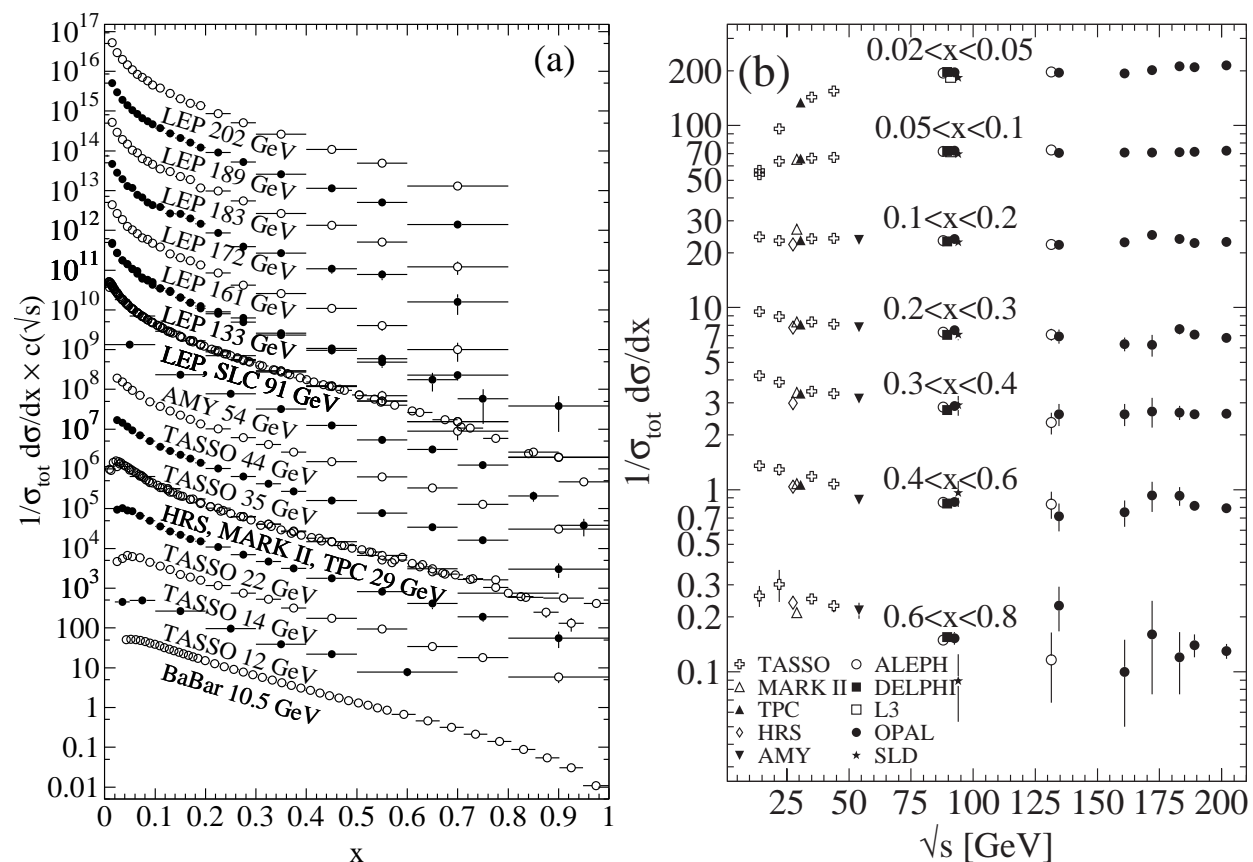 (a)
1/σtot dσ/dx × c(√s)
10^17
10^16
10^15
10^14
10^13
10^12
10^11
10^10
10^9
10^8
10^7
10^6
10^5
10^4
10^3
100
10
1
0.1
0.01
LEP 202 GeV
LEP 189 GeV
LEP 183 GeV
LEP 172 GeV
LEP 161 GeV
LEP 133 GeV
LEP, SLC 91 GeV
AMY 54 GeV
TASSO 44 GeV
TASSO 35 GeV
HRS, MARK II, TPC 29 GeV
TASSO 22 GeV
TASSO 14 GeV
TASSO 12 GeV
BaBar 10.5 GeV
0 0.1 0.2 0.3 0.4 0.5 0.6 0.7 0.8 0.9 1
x
(b)
1/σtot dσ/dx
200
100
70
50
30
20
10
7
5
3
2
1
0.7
0.5
0.3
0.2
0.1
0.02<x<0.05
0.05<x<0.1
0.1<x<0.2
0.2<x<0.3
0.3<x<0.4
0.4<x<0.6
0.6<x<0.8
TASSO
MARK II
TPC
HRS
AMY
ALEPH
DELPHI
L3
OPAL
SLD
25 50 75 100 125 150 175 200
√s [GeV]